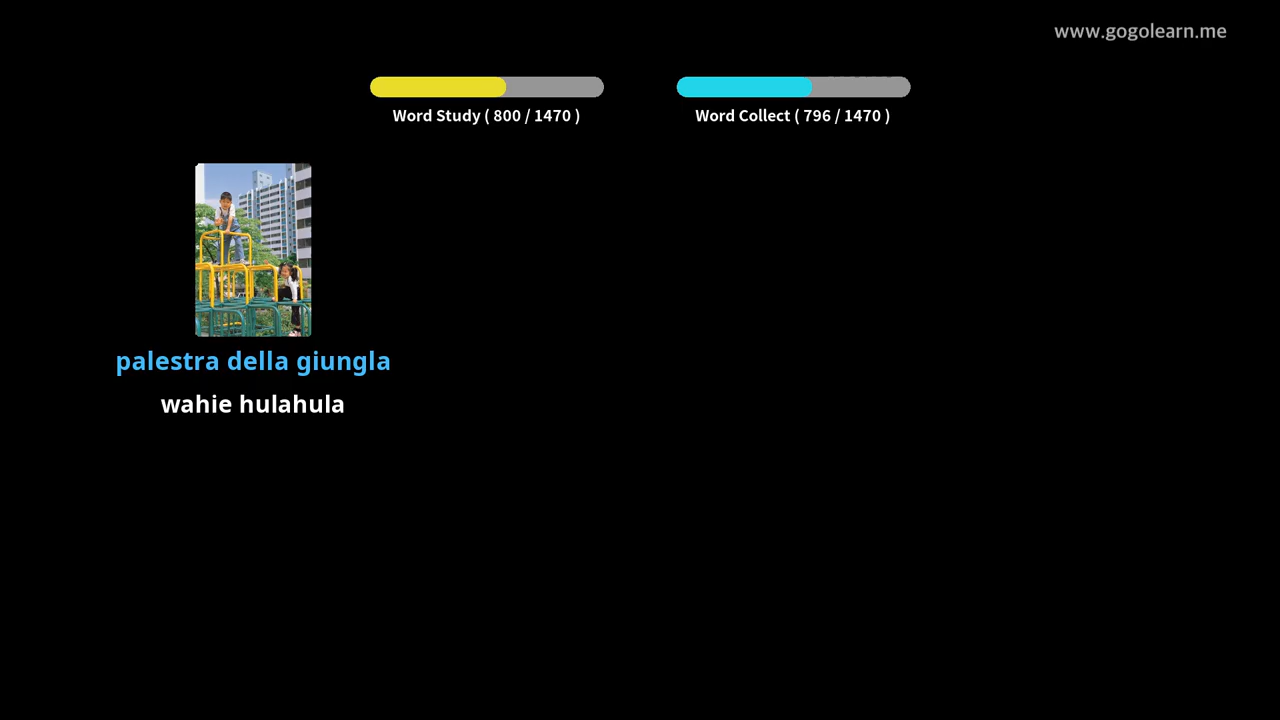 www.gogolearn.me
Word Study ( 800 / 1470 )
Word Collect ( 796 / 1470 )
palestra della giungla
wahie hulahula